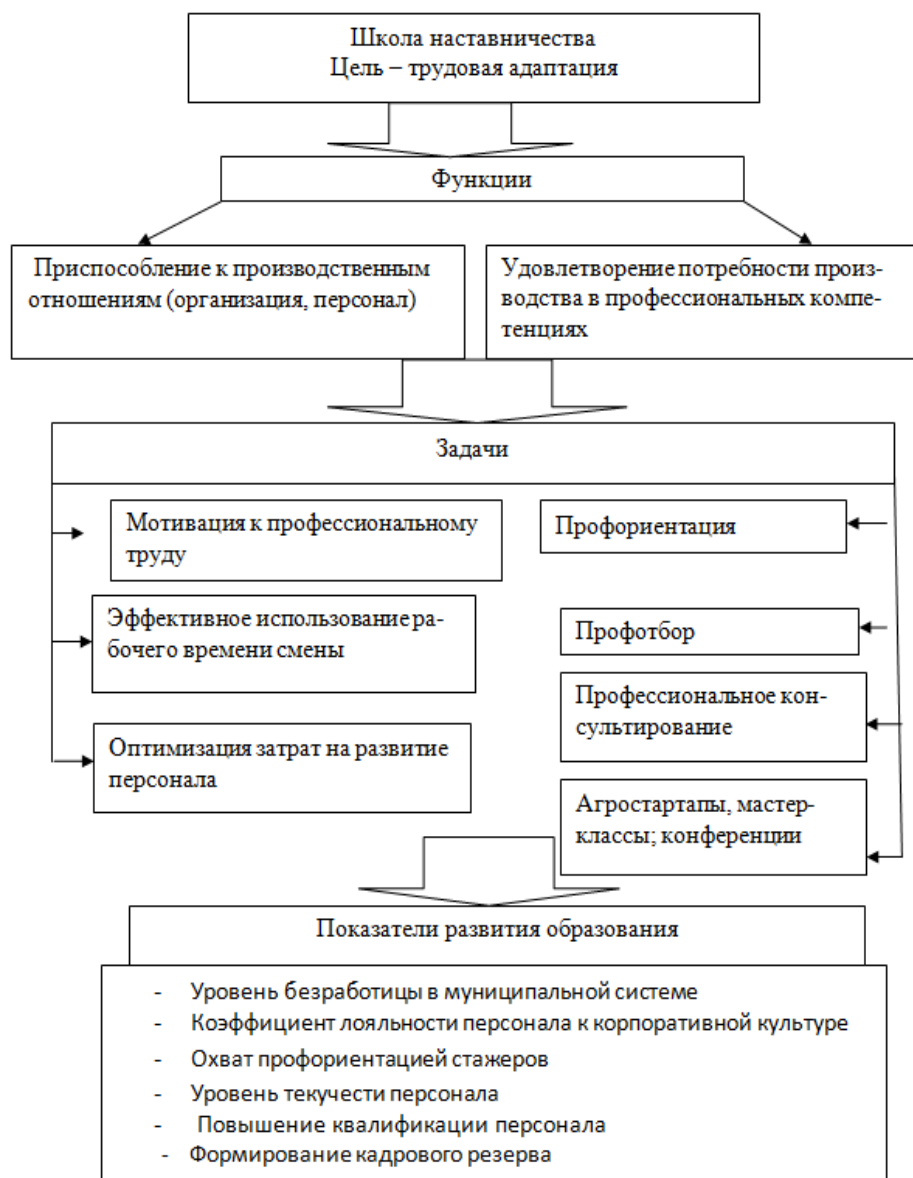 Школа наставничества
Цель – трудовая адаптация
Функции
Приспособление к производственным
отношениям (организация, персонал)
Удовлетворение потребности произ-
водства в профессиональных компе-
тенциях
Задачи
Мотивация к профессиональному
труду
Эффективное использование ра-
бочего времени смены
Оптимизация затрат на развитие
персонала
Профориентация
Профотбор
Профессиональное кон-
сультирование
Агростартапы, мастер-
классы; конференции
Показатели развития образования
- Уровень безработицы в муниципальной системе
- Коэффициент лояльности персонала к корпоративной культуре
- Охват профориентацией стажеров
- Уровень текучести персонала
- Повышение квалификации персонала
- Формирование кадрового резерва